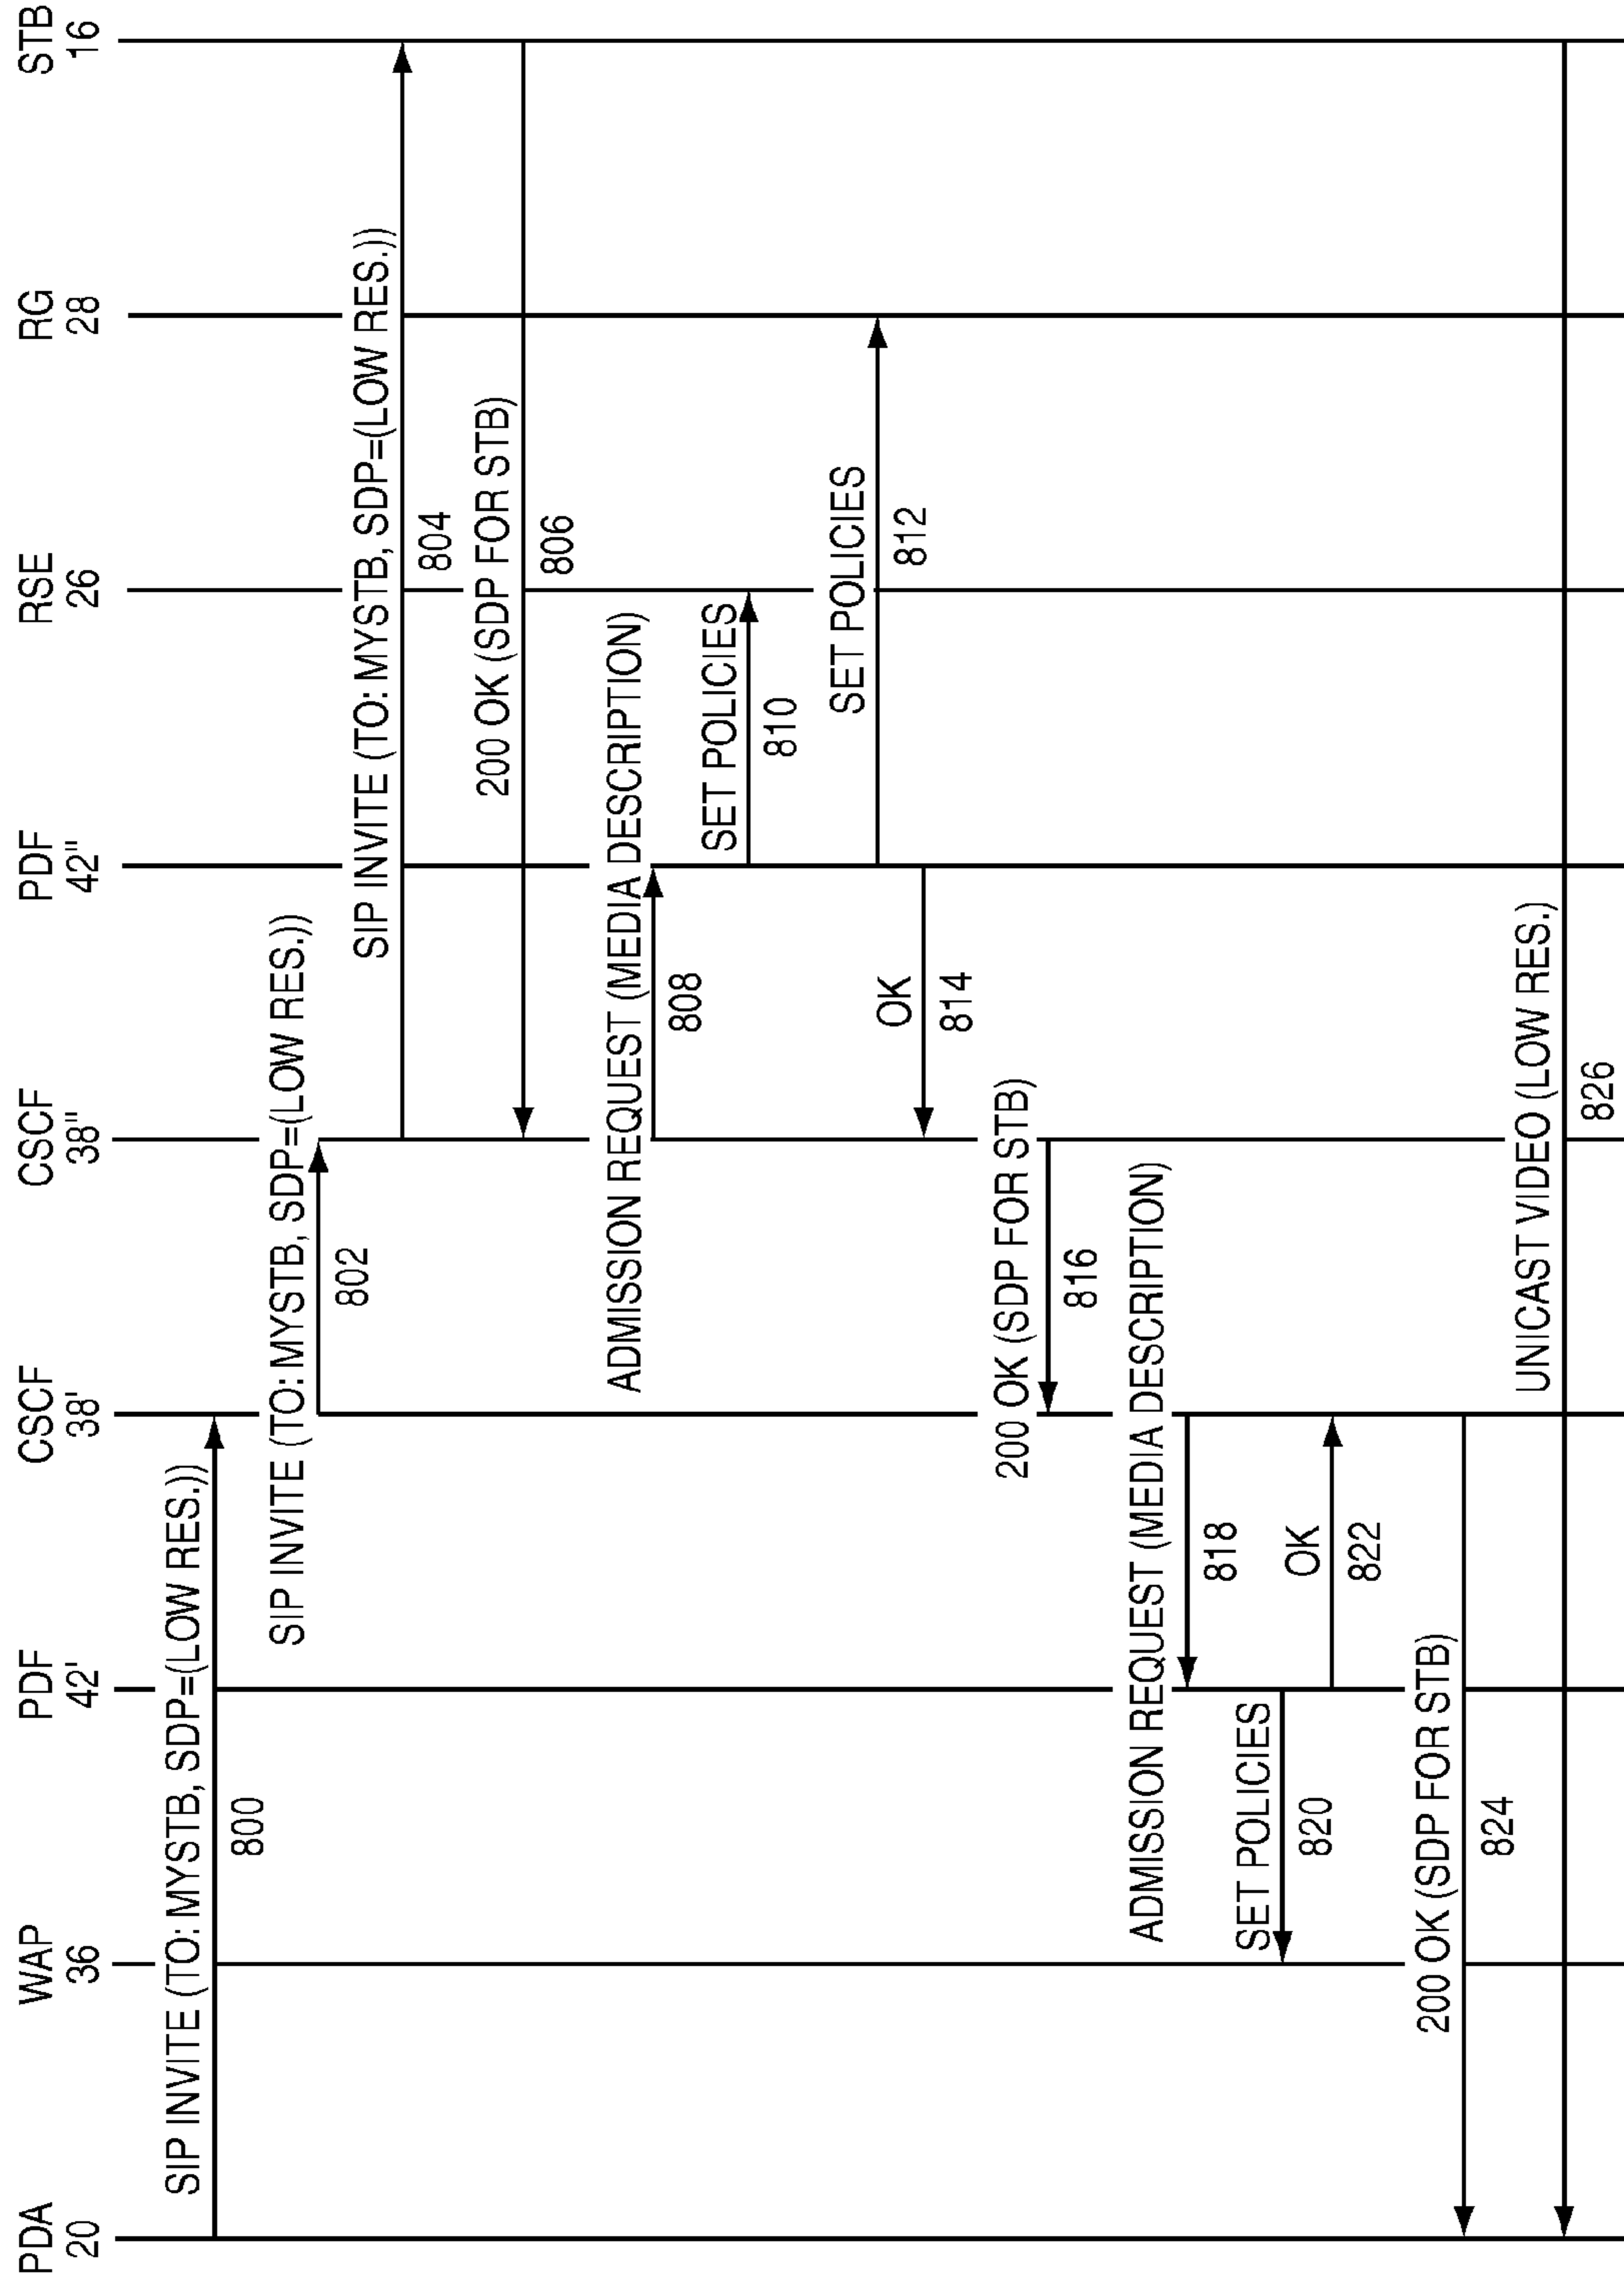 PDA
20
WAP
36
PDF
42'
CSCF
38'
CSCF
38"
PDF
42"
RSE
26
RG
28
STB
16
SIP INVITE (TO: MYSTB, SDP=(LOW RES.))
800
SIP INVITE (TO: MYSTB, SDP=(LOW RES.))
802
SIP INVITE (TO: MYSTB, SDP=(LOW RES.))
804
200 OK (SDP FOR STB)
806
ADMISSION REQUEST (MEDIA DESCRIPTION)
808
SET POLICIES
810
SET POLICIES
812
OK
814
200 OK (SDP FOR STB)
816
ADMISSION REQUEST (MEDIA DESCRIPTION)
818
SET POLICIES
820
OK
822
200 OK (SDP FOR STB)
824
UNICAST VIDEO (LOW RES.)
826